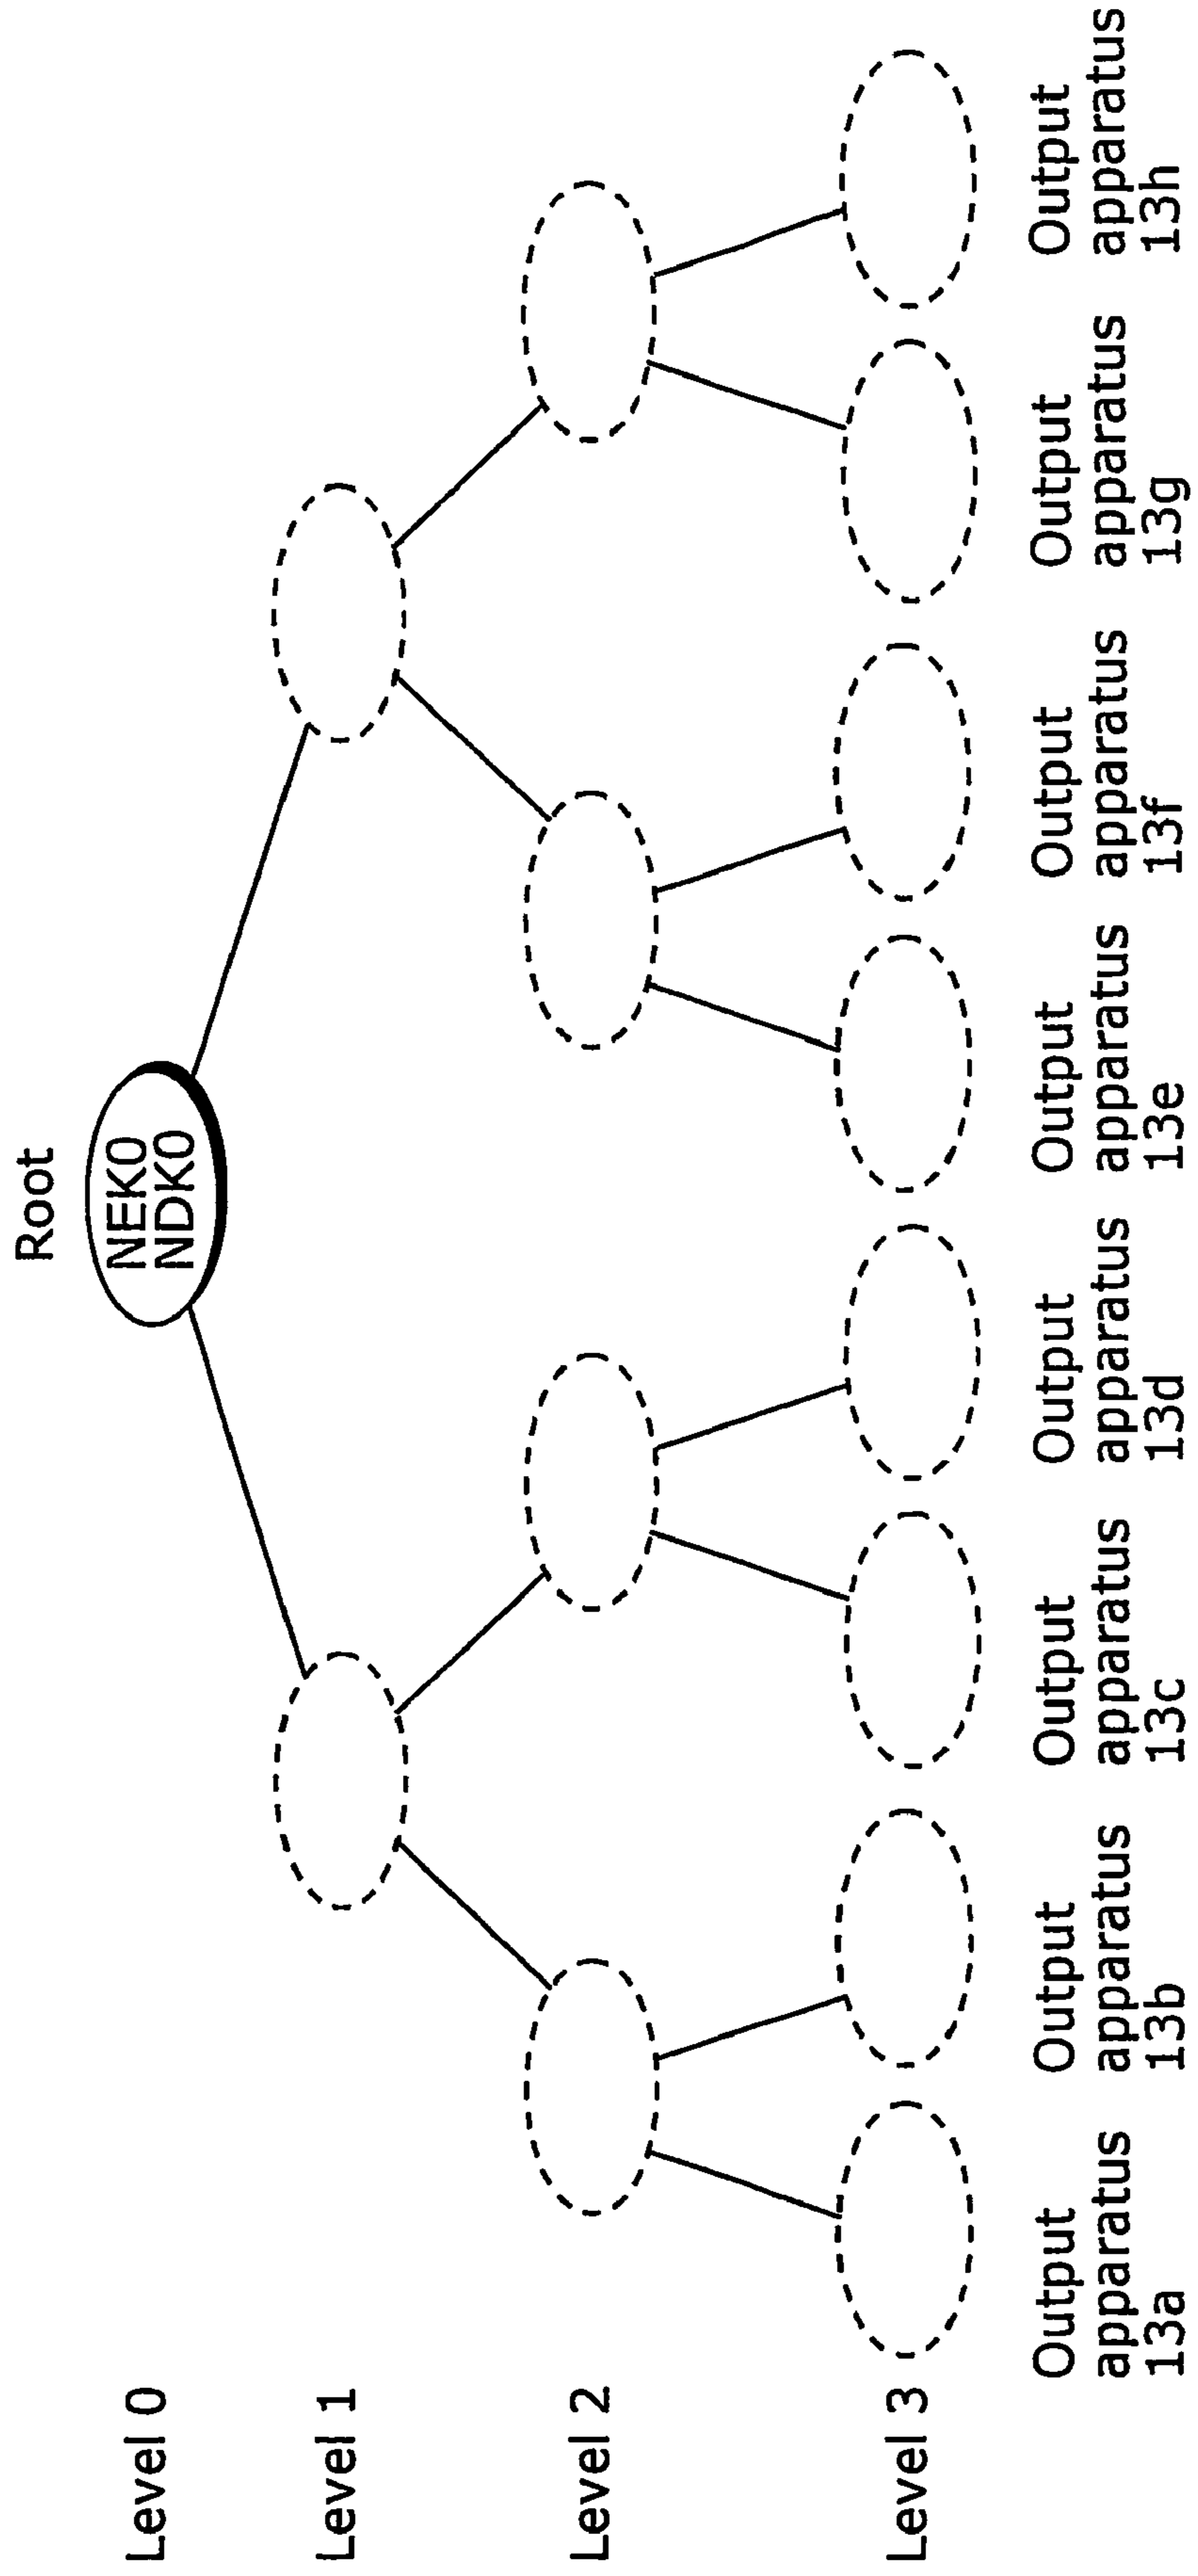 Root
Level 0
NEK0
NDK0
Level 1
Level 2
Level 3
Output
apparatus
13a
Output
apparatus
13b
Output
apparatus
13c
Output
apparatus
13d
Output
apparatus
13e
Output
apparatus
13f
Output
apparatus
13g
Output
apparatus
13h